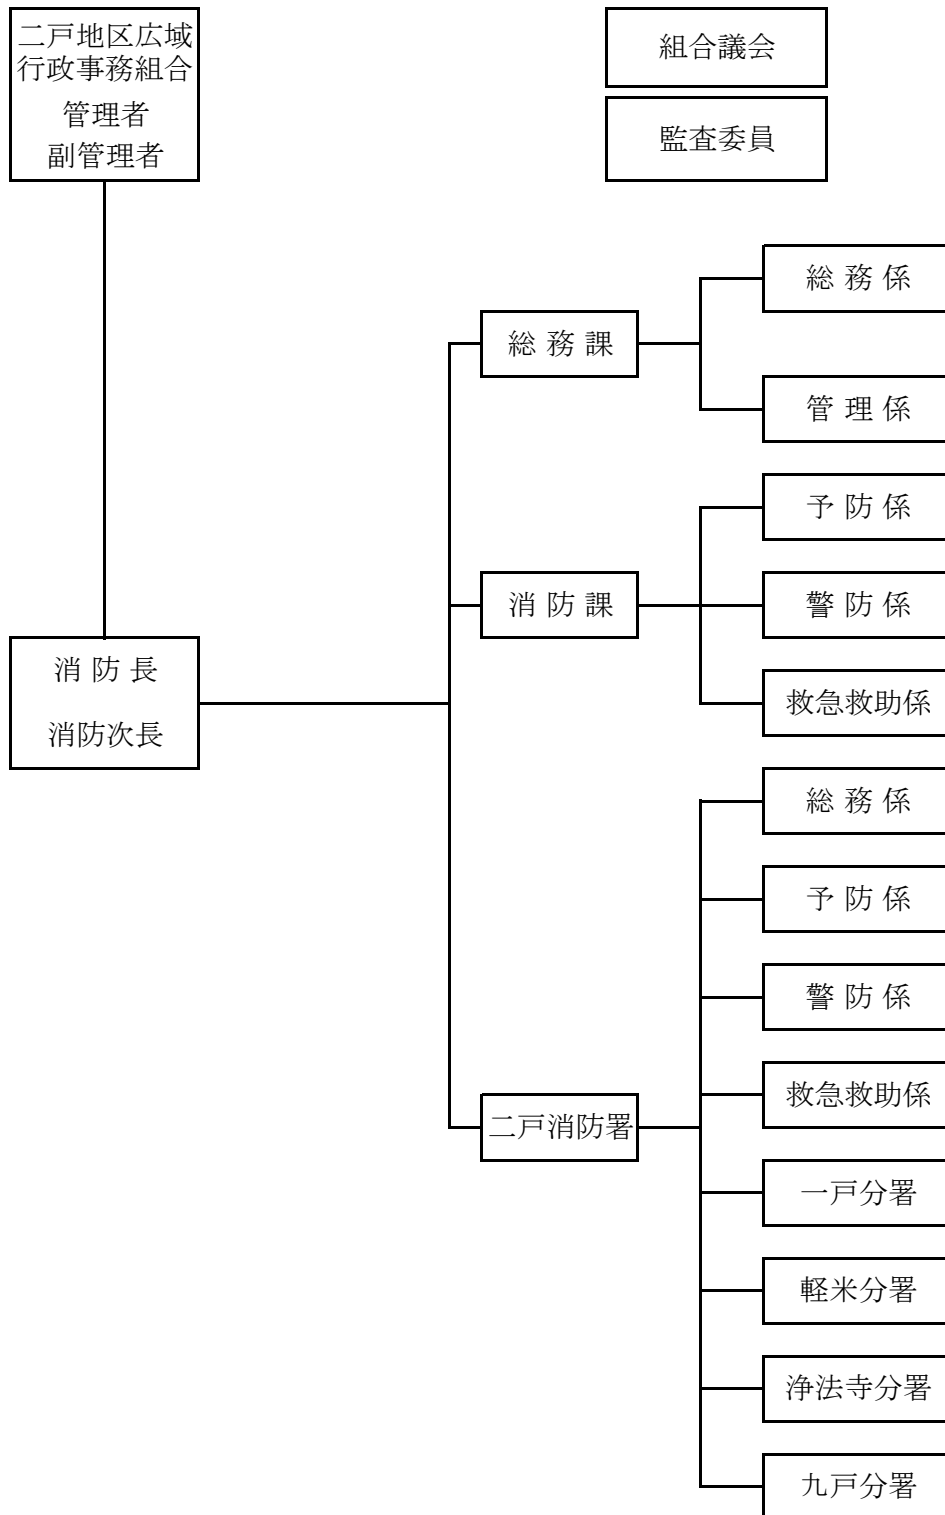 二戸地区広域
行政事務組合
管理者
副管理者
組合議会
監査委員
総務係
総務課
管理係
予防係
消防課
警防係
消防長
消防次長
救急救助係
総務係
予防係
警防係
救急救助係
二戸消防署
一戸分署
軽米分署
浄法寺分署
九戸分署